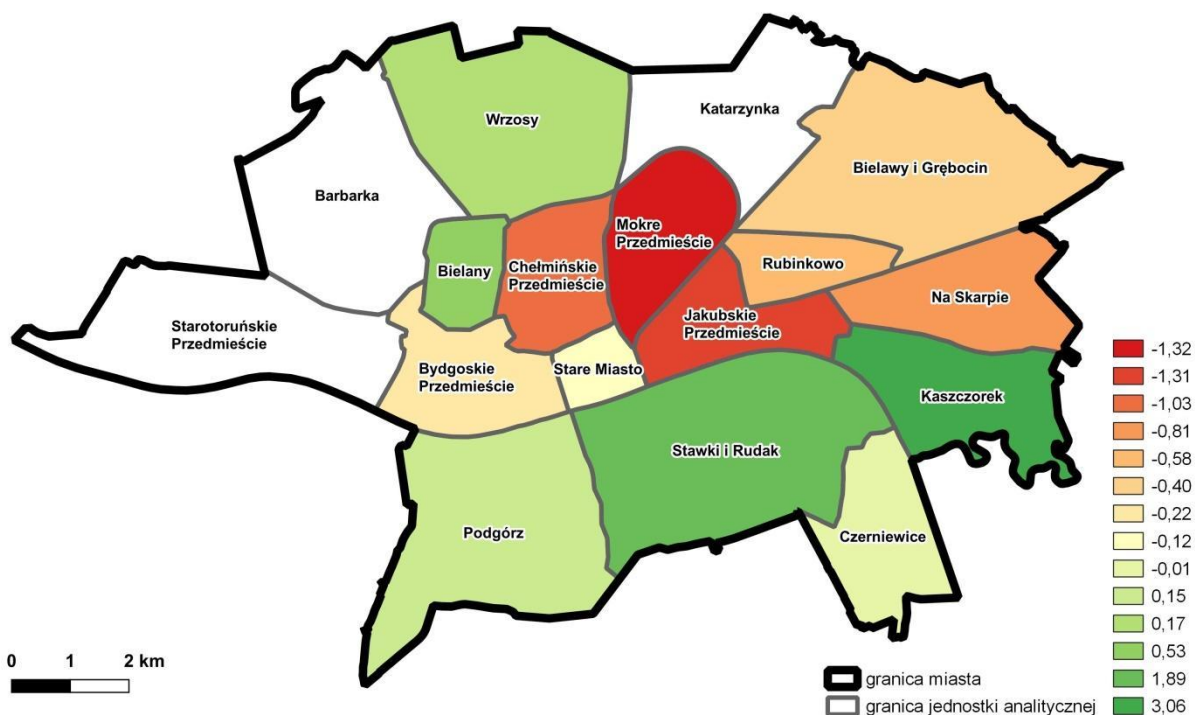 Wrzosy
Katarzynka
Bielawy i Grębocin
Barbarka
Mokre
Przedmieście
Bielany
Chełmińskie
Przedmieście
Rubinkowo
Na Skarpie
Starotoruńskie
Przedmieście
Jakubskie
Przedmieście
Bydgoskie
Przedmieście
Stare Miasto
Kaszczorek
Stawki i Rudak
Podgórz
Czerniewice
-1,32
-1,31
-1,03
-0,81
-0,58
-0,40
-0,22
-0,12
-0,01
0,15
0,17
0,53
1,89
3,06
0 1 2 km
granica miasta
granica jednostki analitycznej